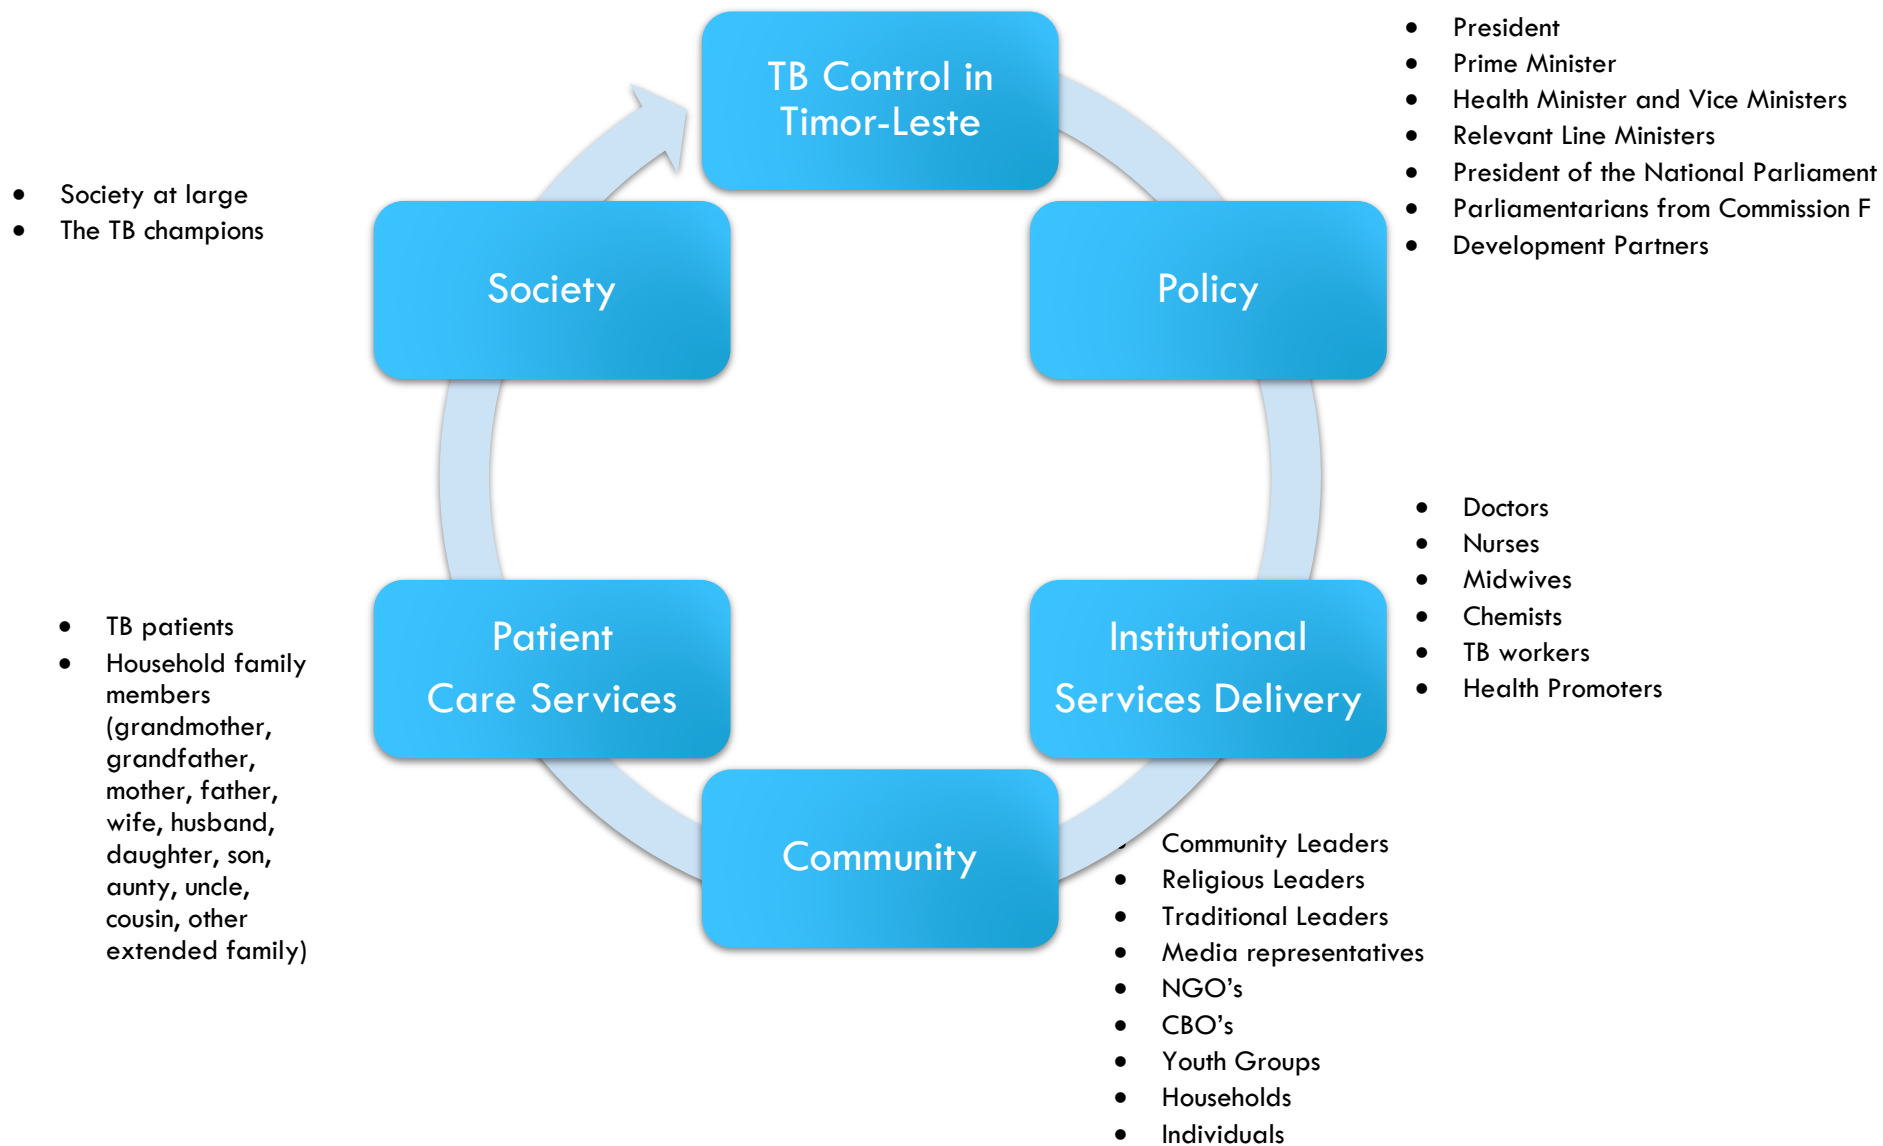 TB Control in
Timor-Leste
• President
• Prime Minister
• Health Minister and Vice Ministers
• Relevant Line Ministers
• President of the National Parliament
• Parliamentarians from Commission F
• Development Partners
Policy
• Doctors
• Nurses
• Midwives
• Chemists
• TB workers
• Health Promoters
Institutional
Services Delivery
Community
• Community Leaders
• Religious Leaders
• Traditional Leaders
• Media representatives
• NGO’s
• CBO’s
• Youth Groups
• Households
• Individuals
Patient
Care Services
• TB patients
• Household family
members
(grandmother,
grandfather,
mother, father,
wife, husband,
daughter, son,
aunty, uncle,
cousin, other
extended family)
Society
• Society at large
• The TB champions